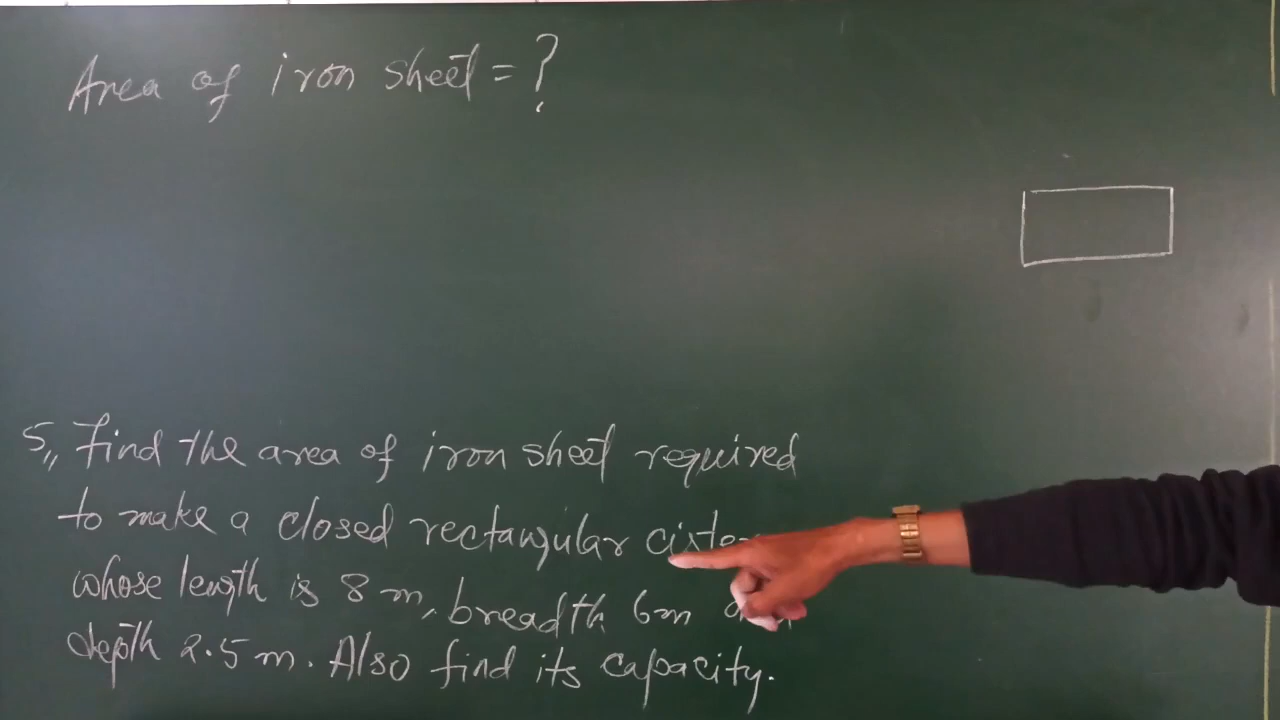 Area of iron sheet = ?
5,, Find the area of iron sheet required
to make a closed rectangular
whose length is 8 m, breadth 6m
depth 2.5 m. Also find its capacity.